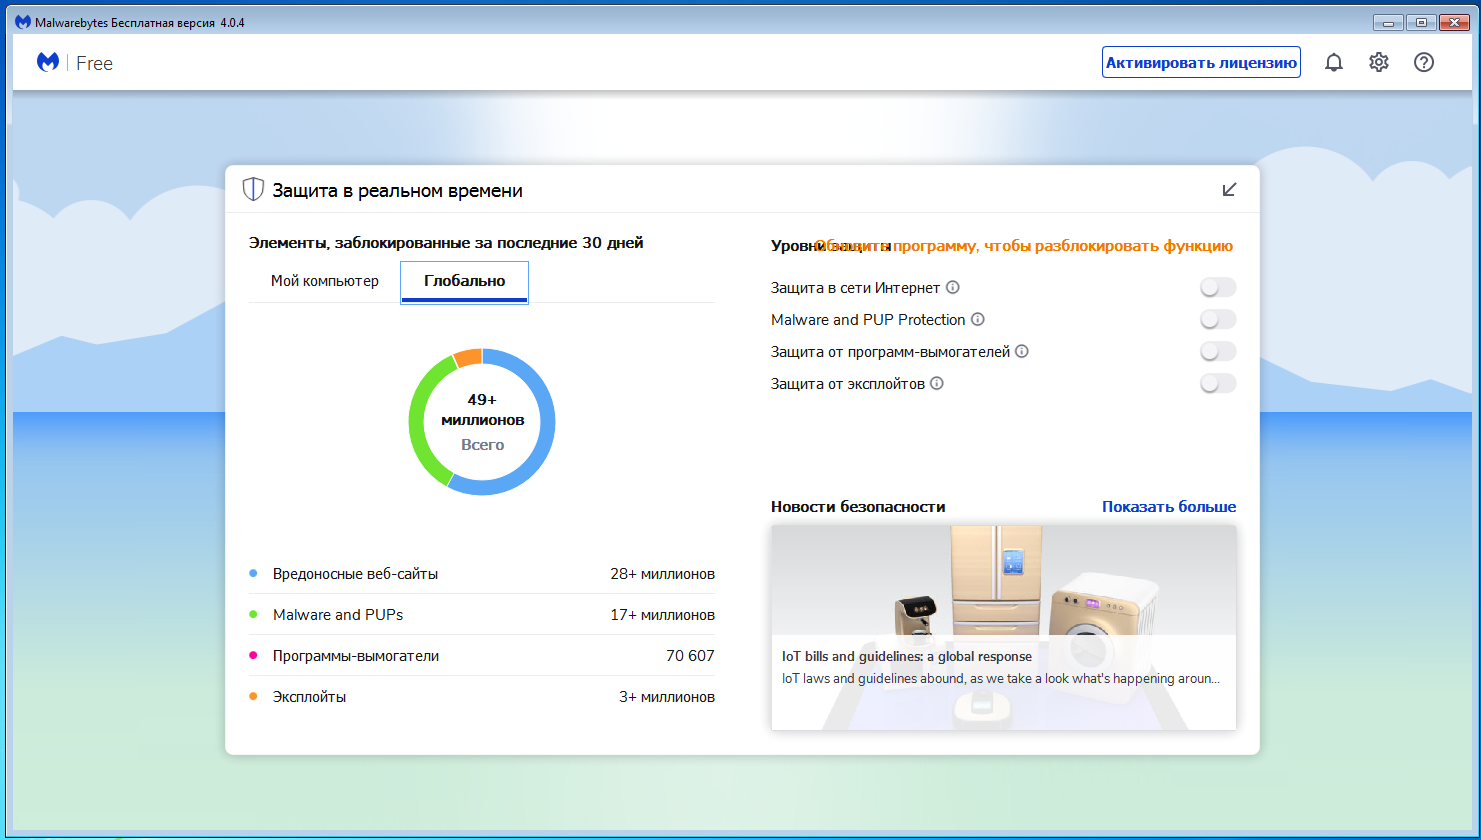 Malwarebytes Бесплатная версия 4.0.4
Free
Активировать лицензию
Защита в реальном времени
Элементы, заблокированные за последние 30 дней
Мой компьютер
Глобально
49+
миллионов
Всего
Вредоносные веб-сайты 28+ миллионов
Malware and PUPs 17+ миллионов
Программы-вымогатели 70 607
Эксплойты 3+ миллионов
Уровни защиты
Обновить программу, чтобы разблокировать функцию
Защита в сети Интернет
Malware and PUP Protection
Защита от программ-вымогателей
Защита от эксплойтов
Новости безопасности
Показать больше
IoT bills and guidelines: a global response
IoT laws and guidelines abound, as we take a look what's happening aroun...